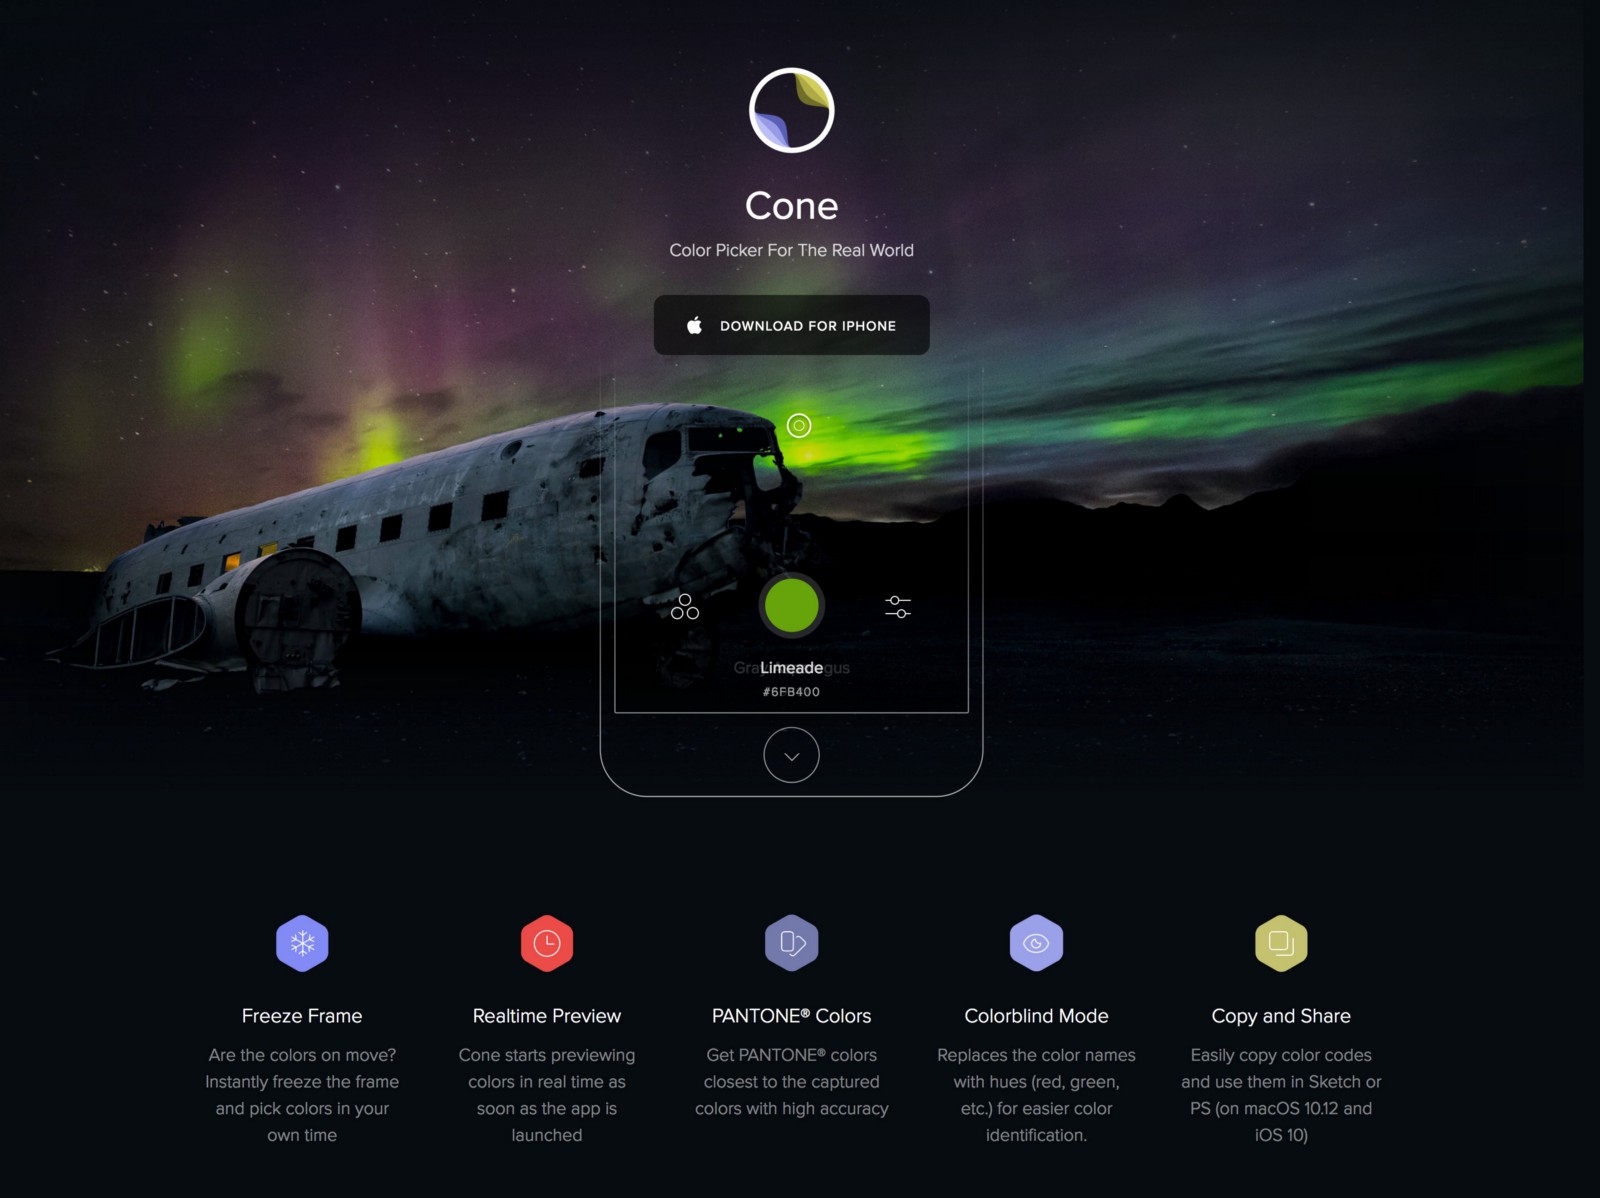 Cone
Color Picker For The Real World
DOWNLOAD FOR IPHONE
Limeade
#6FB400
Freeze Frame
Are the colors on move?
Instantly freeze the frame
and pick colors in your
own time
Realtime Preview
Cone starts previewing
colors in real time as
soon as the app is
launched
PANTONE® Colors
Get PANTONE® colors
closest to the captured
colors with high accuracy
Colorblind Mode
Replaces the color names
with hues (red, green,
etc.) for easier color
identification.
Copy and Share
Easily copy color codes
and use them in Sketch or
PS (on macOS 10.12 and
iOS 10)